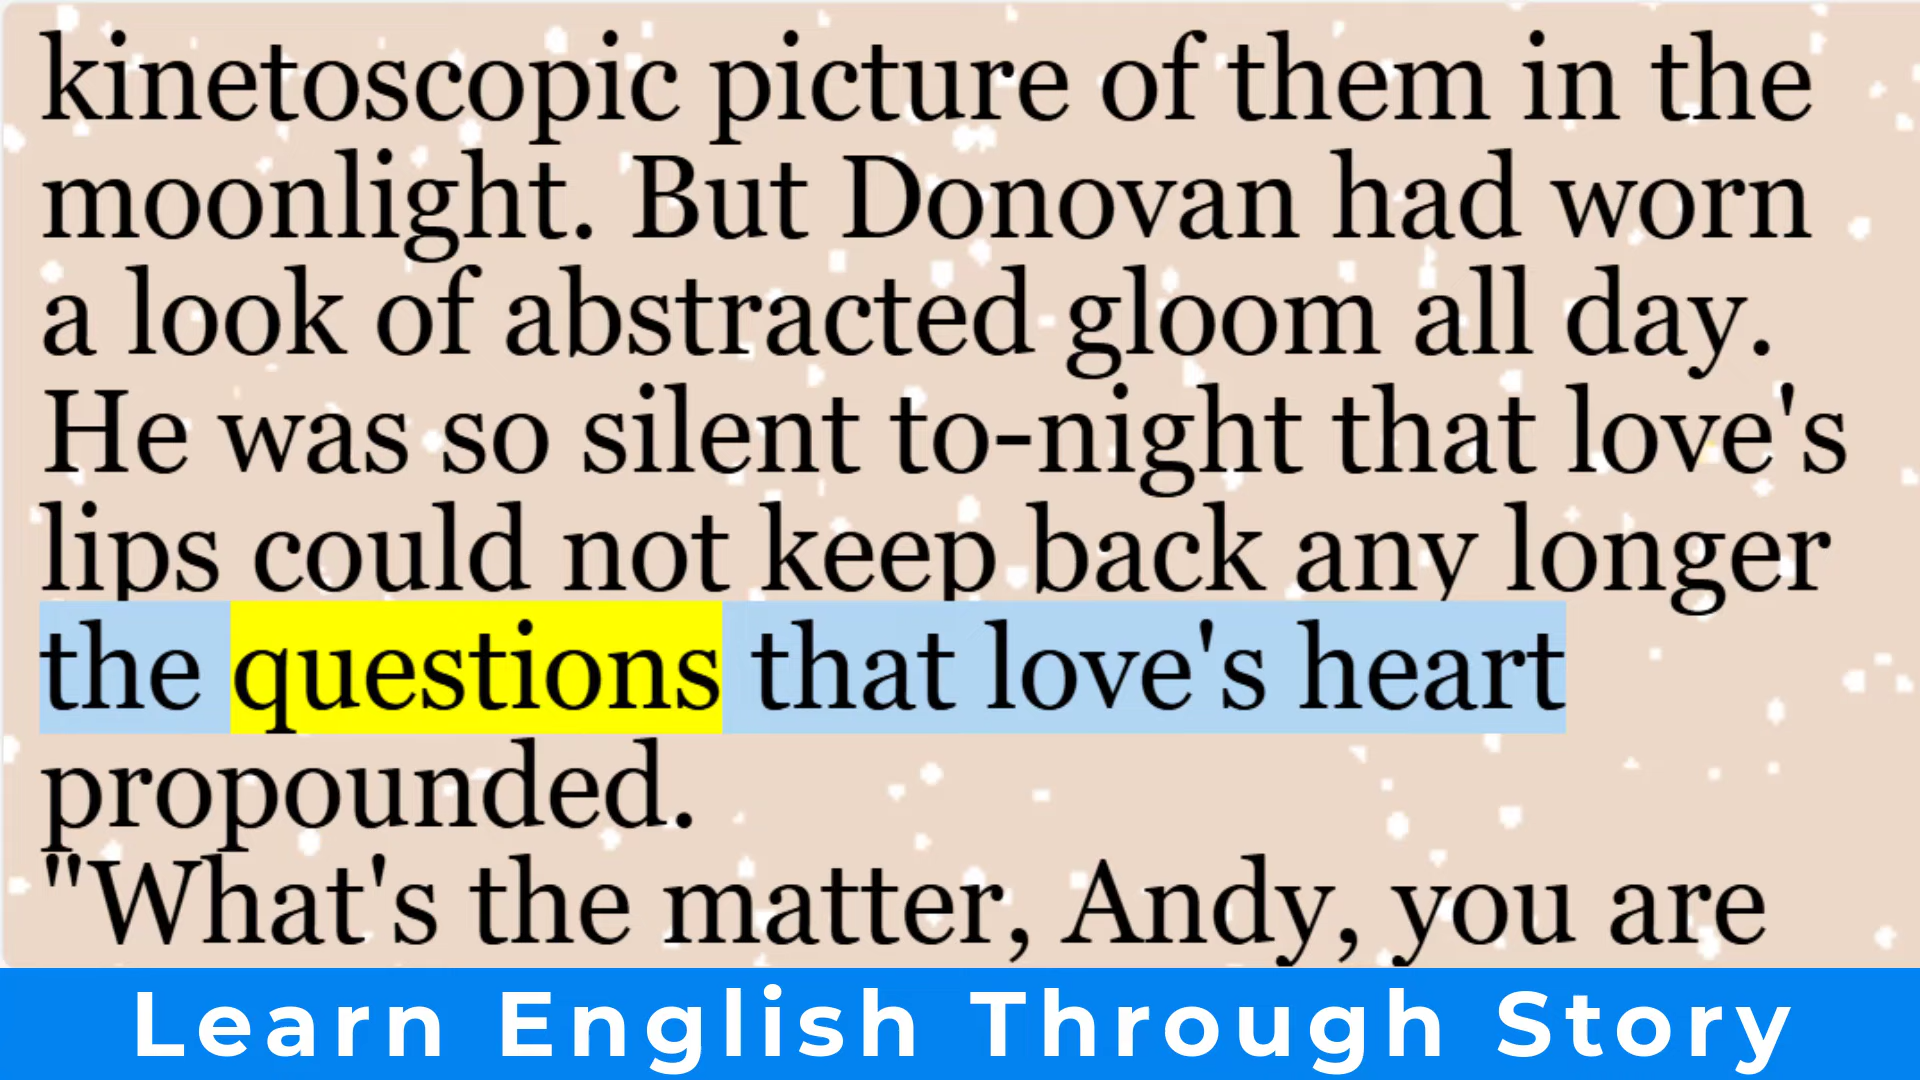 kinetoscopic picture of them in the
moonlight. But Donovan had worn
a look of abstracted gloom all day.
He was so silent to-night that love's
lips could not keep back any longer
the questions that love's heart
propounded.
"What's the matter, Andy, you are
Learn English Through Story